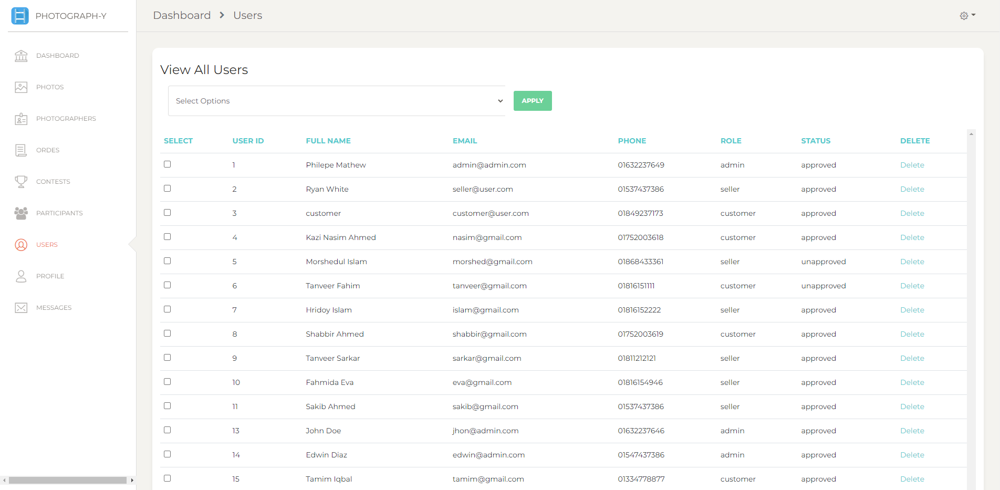 PHOTOGRAPH-Y
Dashboard Users
DASHBOARD
PHOTOS
PHOTOGRAPHERS
ORDES
CONTESTS
PARTICIPANTS
USERS
PROFILE
MESSAGES
View All Users
Select Options APPLY
SELECT USER ID FULL NAME EMAIL PHONE ROLE STATUS DELETE
1 Philepe Mathew admin@admin.com 01632237649 admin approved Delete
2 Ryan White seller@user.com 01537437386 seller approved Delete
3 customer customer@user.com 01849237173 customer approved Delete
4 Kazi Nasim Ahmed nasim@gmail.com 01752003618 customer approved Delete
5 Morshedul Islam morshed@gmail.com 01868433361 seller unapproved Delete
6 Tanveer Fahim tanveer@gmail.com 01816151111 customer unapproved Delete
7 Hridoy Islam islam@gmail.com 01816152222 seller approved Delete
8 Shabbir Ahmed shabbir@gmail.com 01752003619 customer approved Delete
9 Tanveer Sarkar sarkar@gmail.com 01811212121 seller approved Delete
10 Fahmida Eva eva@gmail.com 01816154946 seller approved Delete
11 Sakib Ahmed sakib@gmail.com 01537437386 seller approved Delete
13 John Doe jhon@admin.com 01632237646 admin approved Delete
14 Edwin Diaz edwin@admin.com 01547437386 admin approved Delete
15 Tamim Iqbal tamim@gmail.com 01334778877 customer approved Delete